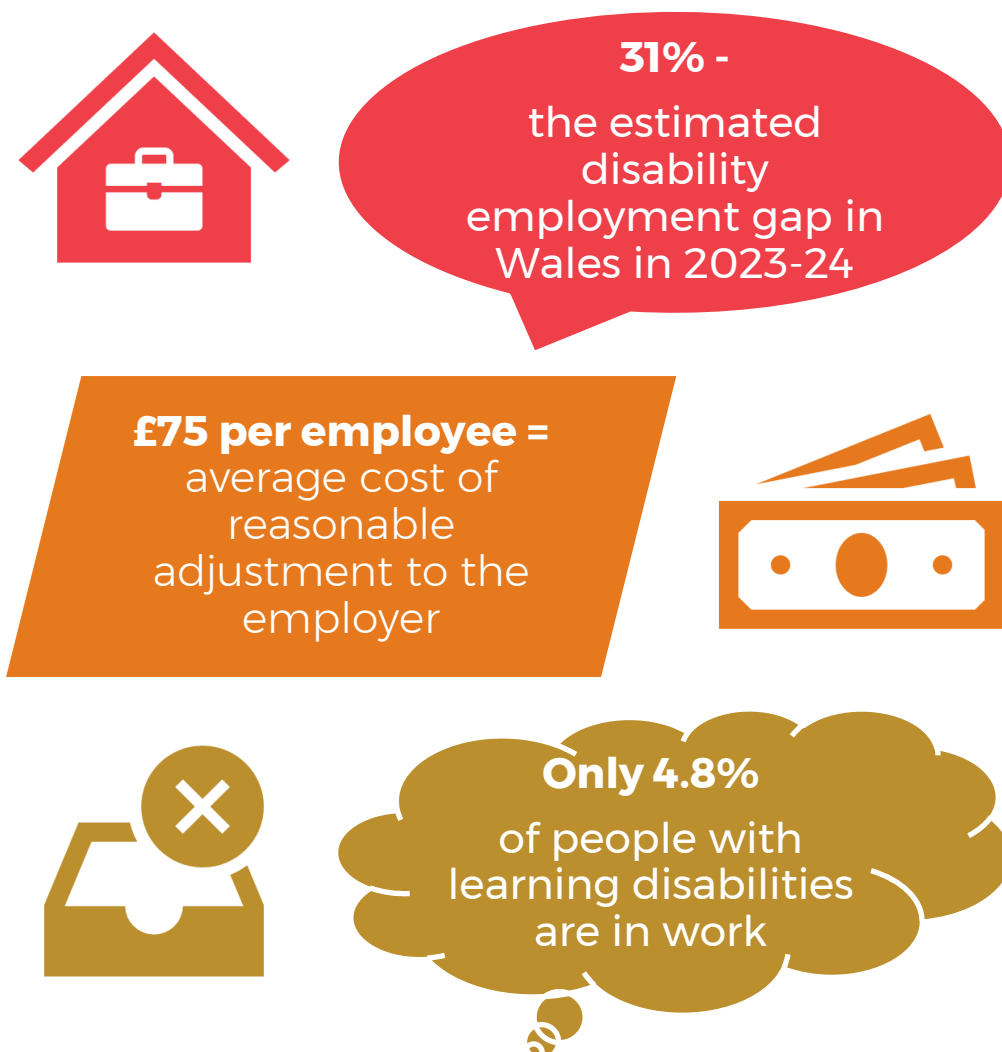 31% -
the estimated
disability
employment gap in
Wales in 2023-24
£75 per employee =
average cost of
reasonable
adjustment to the
employer
Only 4.8%
of people with
learning disabilities
are in work